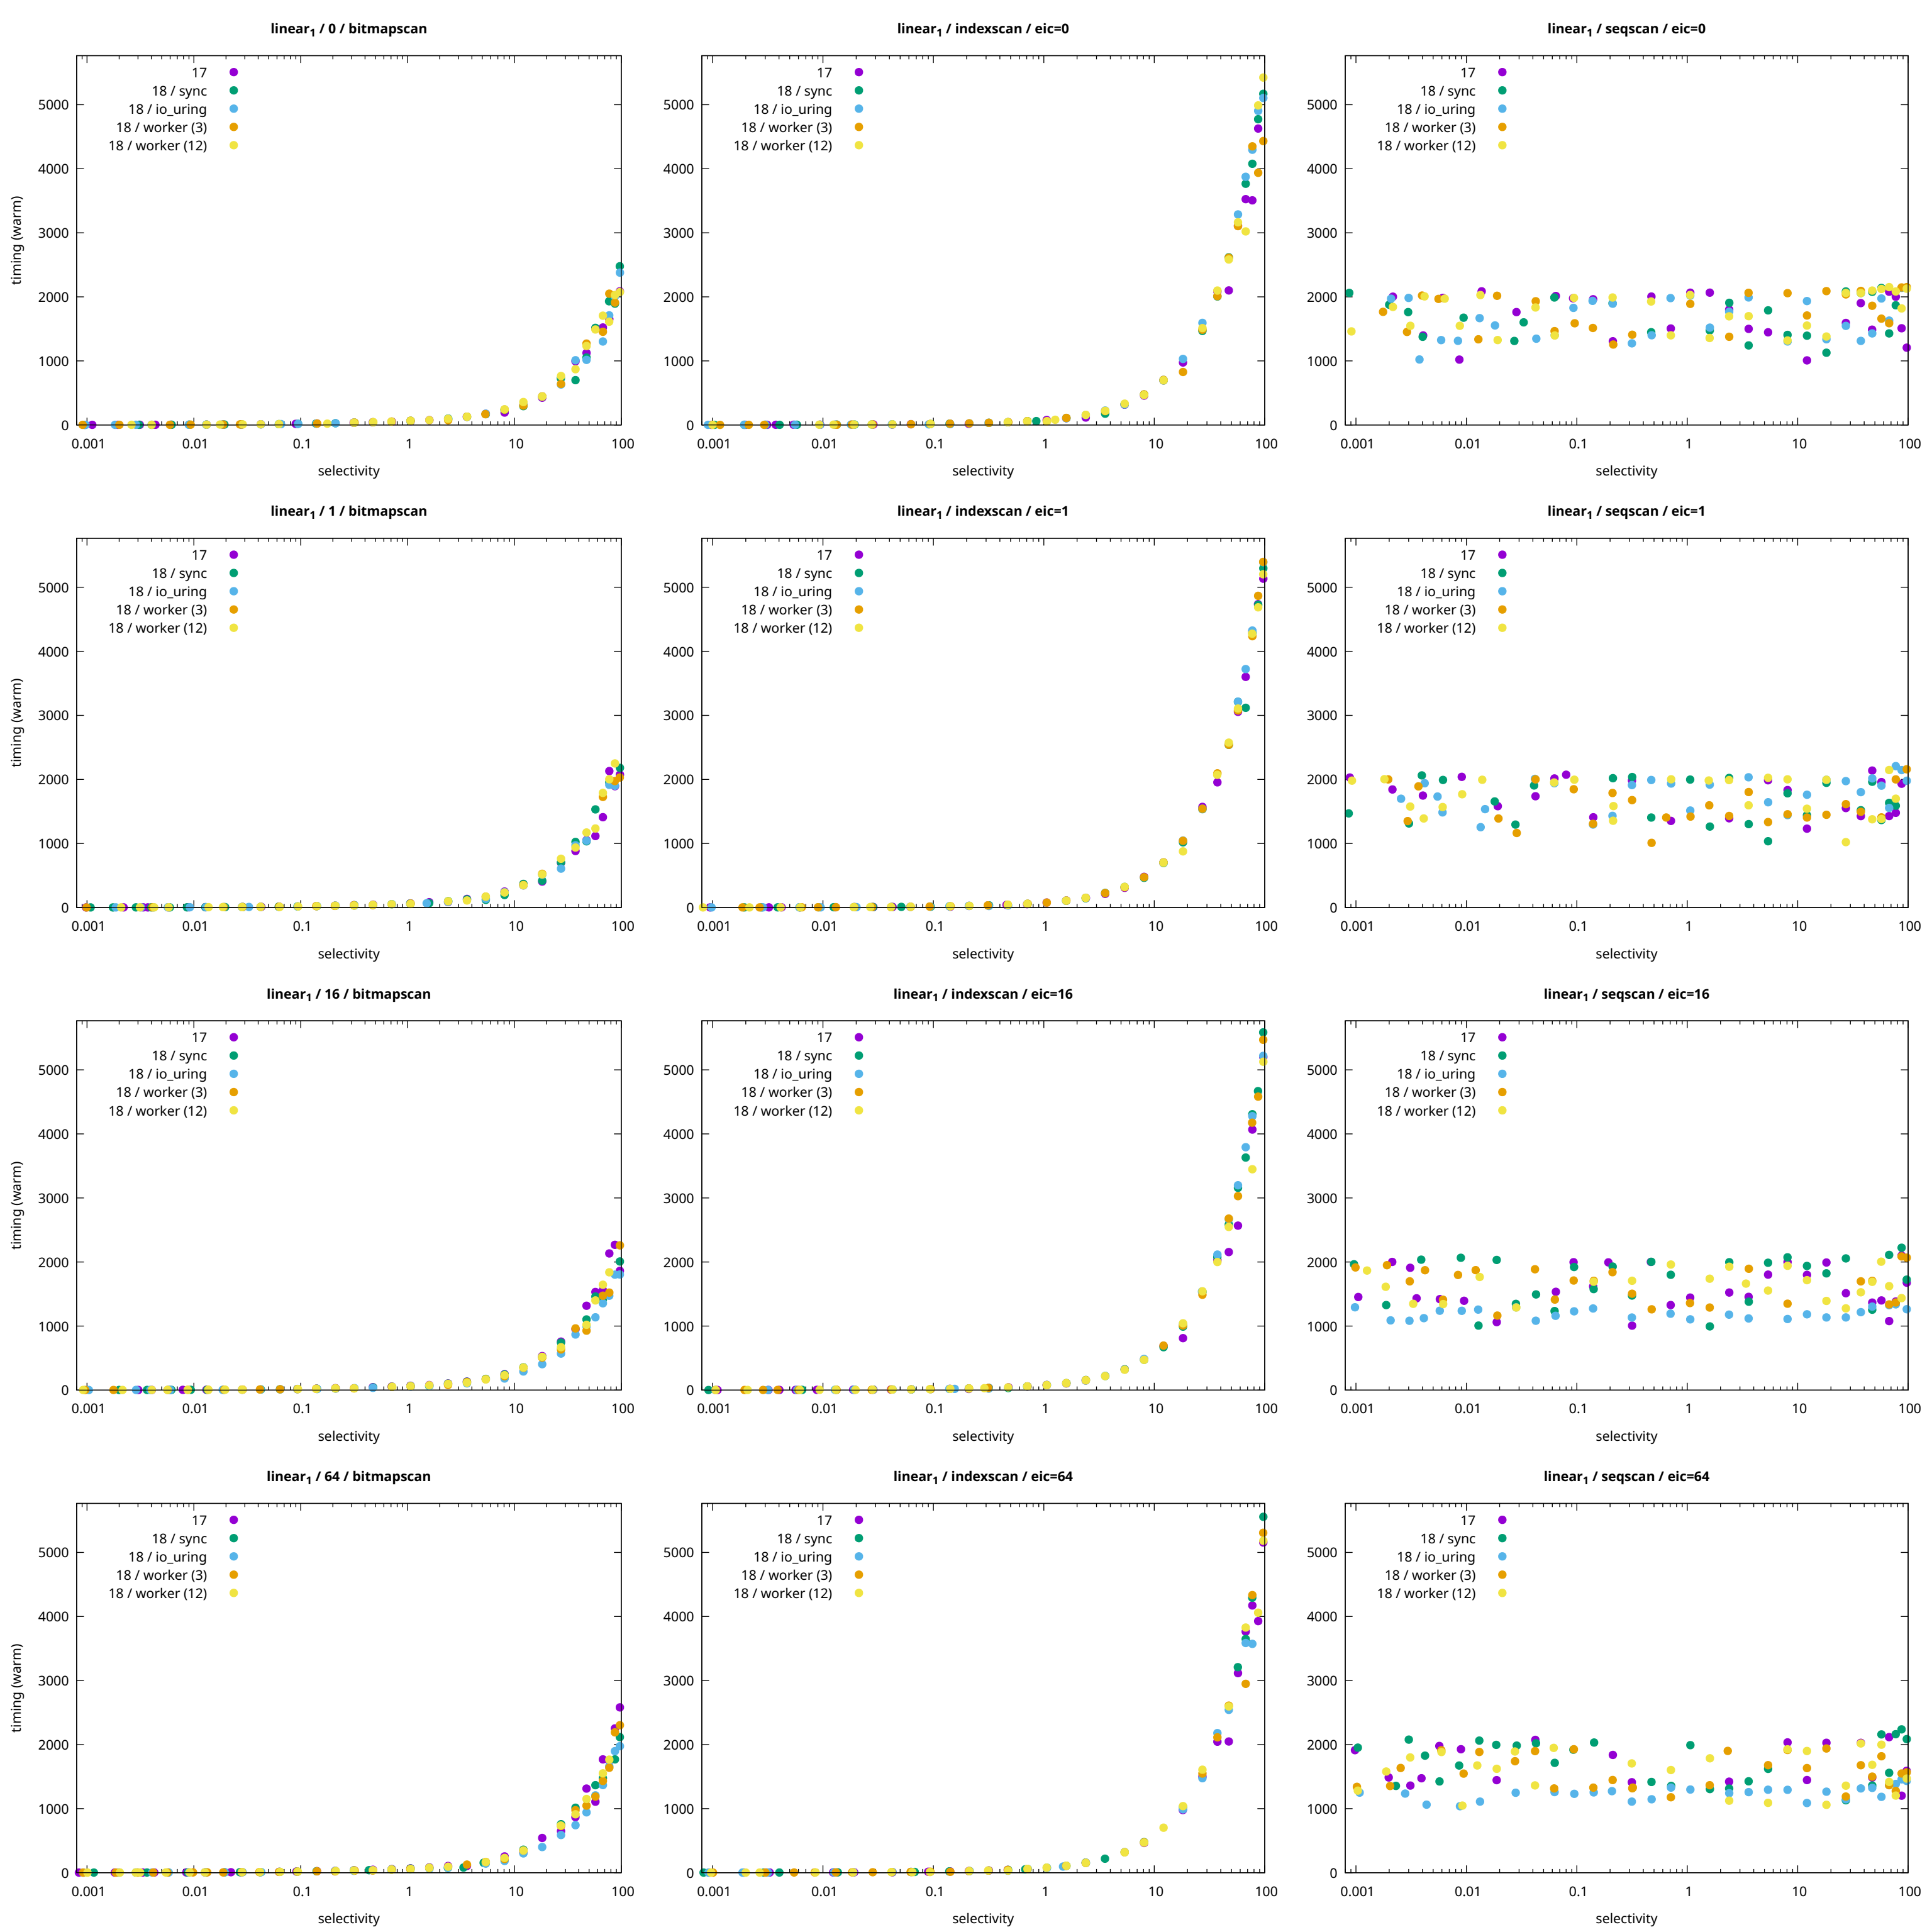 linear1 / 0 / bitmapscan
timing (warm)
5000
4000
3000
2000
1000
0
17
18 / sync
18 / io_uring
18 / worker (3)
18 / worker (12)
0.001 0.01 0.1 1 10 100
selectivity
linear1 / indexscan / eic=0
5000
4000
3000
2000
1000
0
17
18 / sync
18 / io_uring
18 / worker (3)
18 / worker (12)
0.001 0.01 0.1 1 10 100
selectivity
linear1 / seqscan / eic=0
5000
4000
3000
2000
1000
0
17
18 / sync
18 / io_uring
18 / worker (3)
18 / worker (12)
0.001 0.01 0.1 1 10 100
selectivity
linear1 / 1 / bitmapscan
timing (warm)
5000
4000
3000
2000
1000
0
17
18 / sync
18 / io_uring
18 / worker (3)
18 / worker (12)
0.001 0.01 0.1 1 10 100
selectivity
linear1 / indexscan / eic=1
5000
4000
3000
2000
1000
0
17
18 / sync
18 / io_uring
18 / worker (3)
18 / worker (12)
0.001 0.01 0.1 1 10 100
selectivity
linear1 / seqscan / eic=1
5000
4000
3000
2000
1000
0
17
18 / sync
18 / io_uring
18 / worker (3)
18 / worker (12)
0.001 0.01 0.1 1 10 100
selectivity
linear1 / 16 / bitmapscan
timing (warm)
5000
4000
3000
2000
1000
0
17
18 / sync
18 / io_uring
18 / worker (3)
18 / worker (12)
0.001 0.01 0.1 1 10 100
selectivity
linear1 / indexscan / eic=16
5000
4000
3000
2000
1000
0
17
18 / sync
18 / io_uring
18 / worker (3)
18 / worker (12)
0.001 0.01 0.1 1 10 100
selectivity
linear1 / seqscan / eic=16
5000
4000
3000
2000
1000
0
17
18 / sync
18 / io_uring
18 / worker (3)
18 / worker (12)
0.001 0.01 0.1 1 10 100
selectivity
linear1 / 64 / bitmapscan
timing (warm)
5000
4000
3000
2000
1000
0
17
18 / sync
18 / io_uring
18 / worker (3)
18 / worker (12)
0.001 0.01 0.1 1 10 100
selectivity
linear1 / indexscan / eic=64
5000
4000
3000
2000
1000
0
17
18 / sync
18 / io_uring
18 / worker (3)
18 / worker (12)
0.001 0.01 0.1 1 10 100
selectivity
linear1 / seqscan / eic=64
5000
4000
3000
2000
1000
0
17
18 / sync
18 / io_uring
18 / worker (3)
18 / worker (12)
0.001 0.01 0.1 1 10 100
selectivity